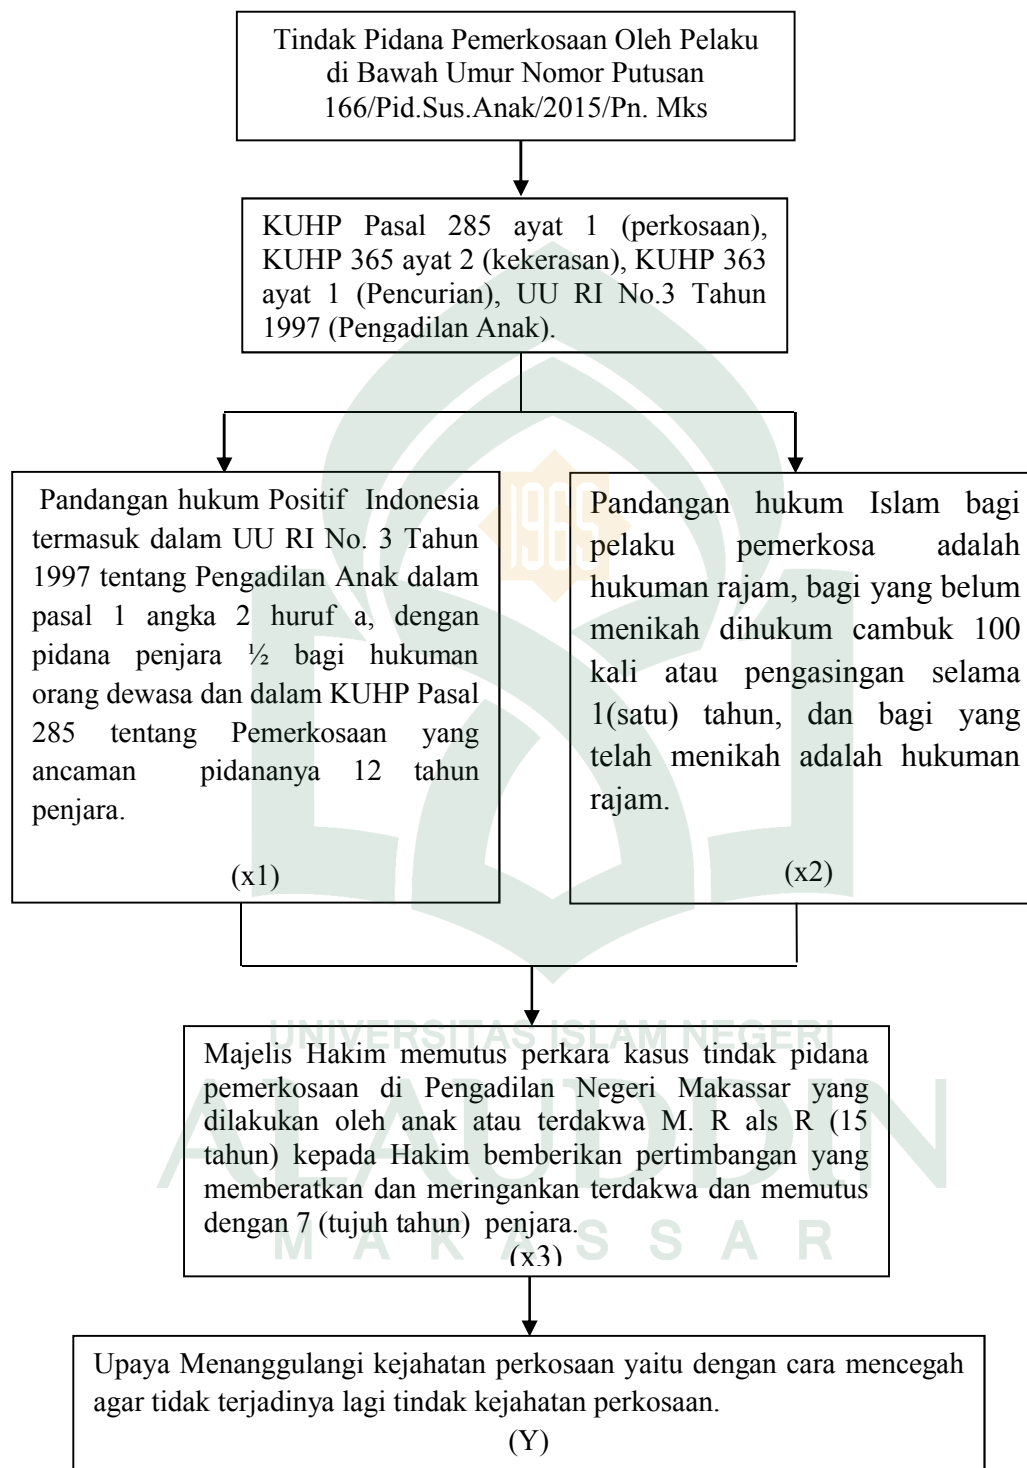 Tindak Pidana Pemerkosaan Oleh Pelaku
di Bawah Umur Nomor Putusan
166/Pid.Sus.Anak/2015/Pn. Mks
KUHP Pasal 285 ayat 1 (perkosaan),
KUHP 365 ayat 2 (kekerasan), KUHP 363
ayat 1 (Pencurian), UU RI No.3 Tahun
1997 (Pengadilan Anak).
Pandangan hukum Positif Indonesia
termasuk dalam UU RI No. 3 Tahun
1997 tentang Pengadilan Anak dalam
pasal 1 angka 2 huruf a, dengan
pidana penjara ½ bagi hukuman
orang dewasa dan dalam KUHP Pasal
285 tentang Pemerkosaan yang
ancaman pidananya 12 tahun
penjara.
(x1)
1965
Pandangan hukum Islam bagi
pelaku pemerkosa adalah
hukuman rajam, bagi yang belum
menikah dihukum cambuk 100
kali atau pengasingan selama
1(satu) tahun, dan bagi yang
telah menikah adalah hukuman
rajam.
(x2)
UNIVERSITAS ISLAM NEGERI
ALAUDDIN
MAKASSAR
Majelis Hakim memutus perkara kasus tindak pidana
pemerkosaan di Pengadilan Negeri Makassar yang
dilakukan oleh anak atau terdakwa M. R als R (15
tahun) kepada Hakim bemberikan pertimbangan yang
memberatkan dan meringankan terdakwa dan memutus
dengan 7 (tujuh tahun) penjara.
(x3)
Upaya Menanggulangi kejahatan perkosaan yaitu dengan cara mencegah
agar tidak terjadinya lagi tindak kejahatan perkosaan.
(Y)